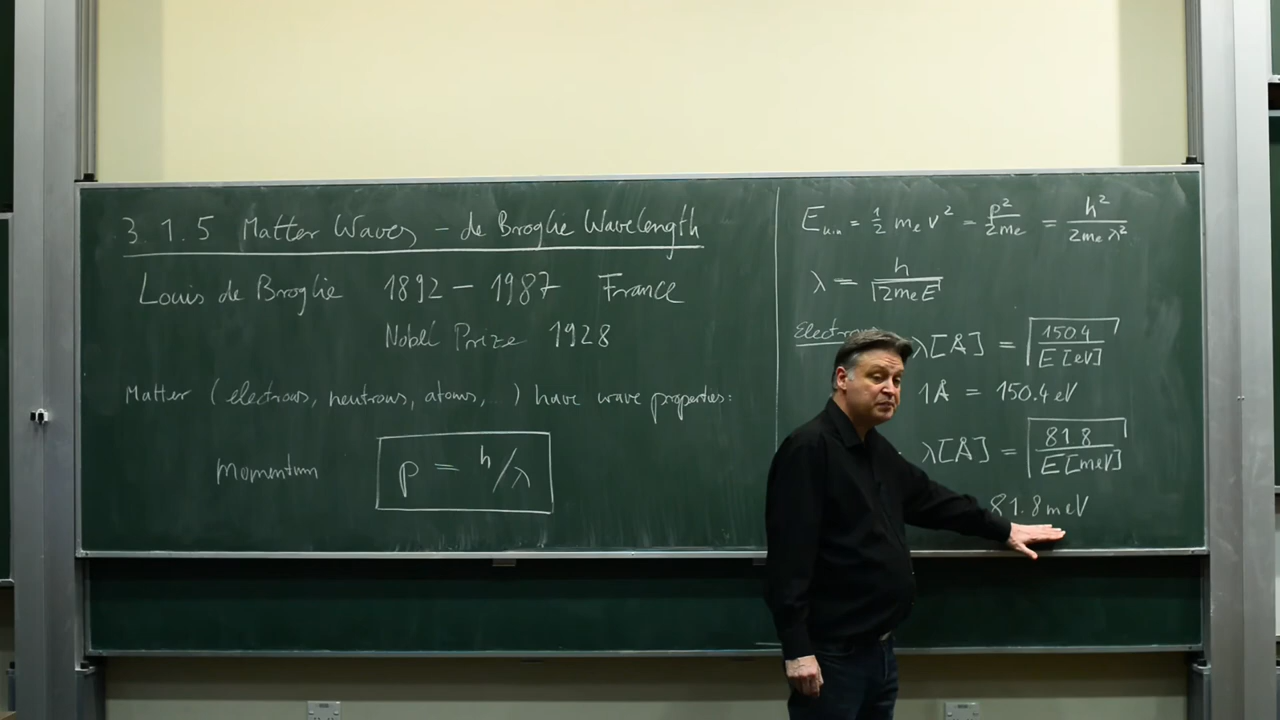 3.1.5 Matter Waves – de Broglie Wavelength
Louis de Broglie 1892 – 1987 France
Nobel Prize 1928
Matter (electrons, neutrons, atoms, ...) have wave properties:
Momentum p = h/λ
E_kin = 1/2 m_e v² = p²/2m_e = h²/2m_e λ²
λ = h/√(2m_e E)
λ[Å] = √(150.4/E[eV])
1Å = 150.4 eV
λ[Å] = √(81.8/E[meV])
81.8 meV